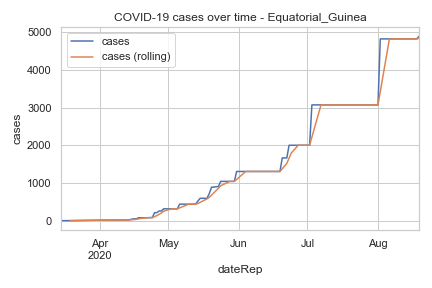 COVID-19 cases over time - Equatorial_Guinea
cases
cases (rolling)
5000
4000
3000
2000
1000
0
cases
Apr
2020
May
Jun
Jul
Aug
dateRep